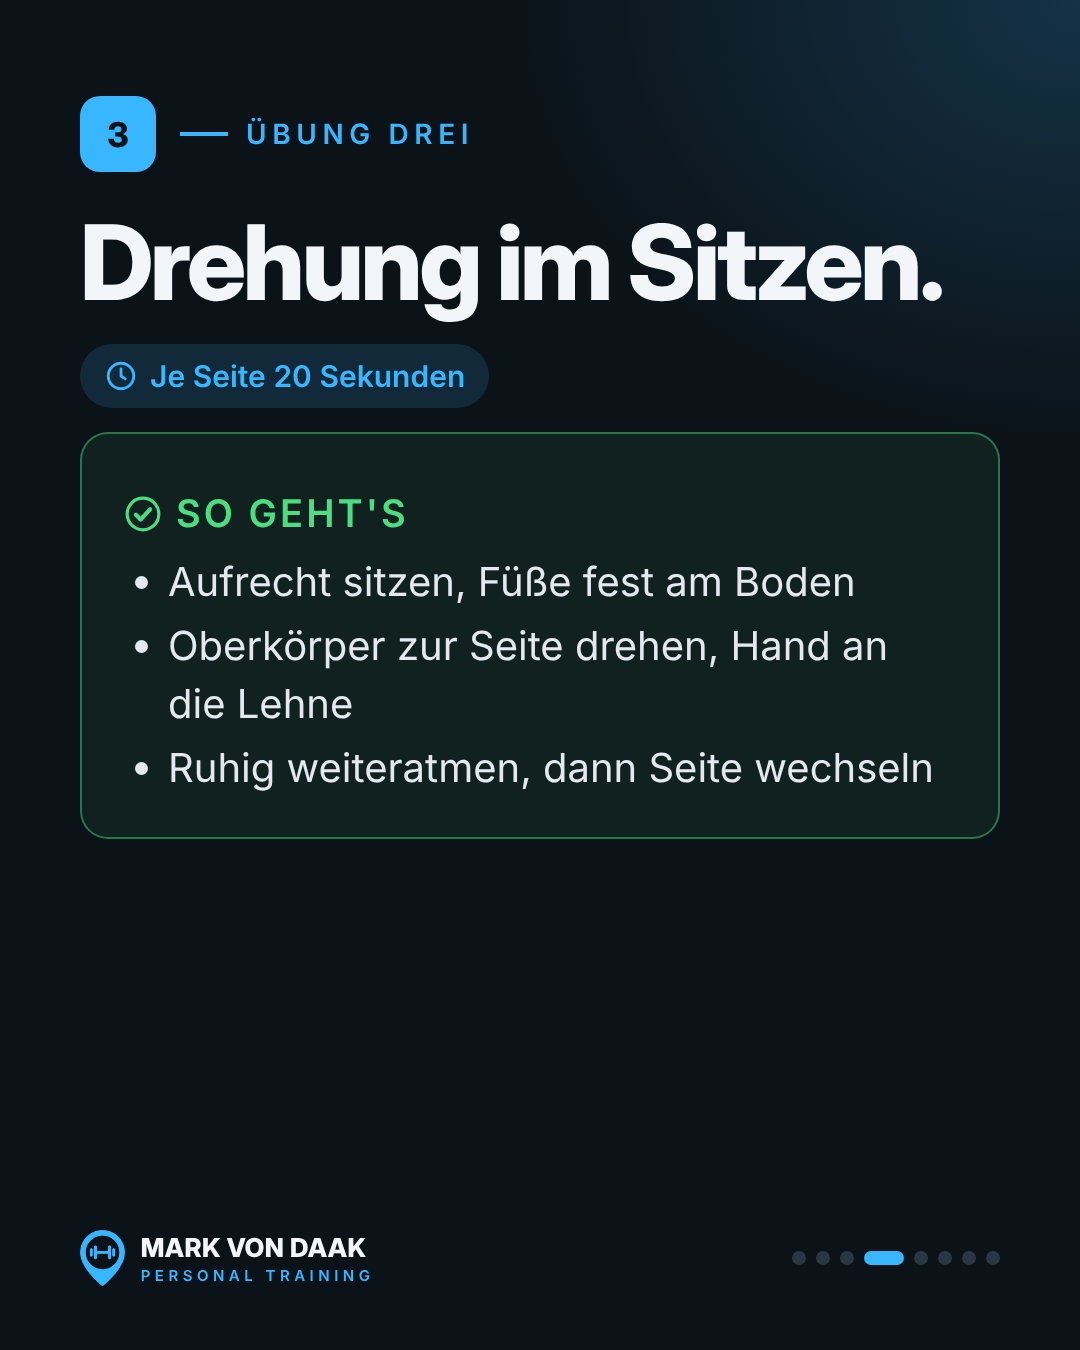 3
ÜBUNG DREI
Drehung im Sitzen.
Je Seite 20 Sekunden
SO GEHT'S
• Aufrecht sitzen, Füße fest am Boden
• Oberkörper zur Seite drehen, Hand an
die Lehne
• Ruhig weiteratmen, dann Seite wechseln
MARK VON DAAK
PERSONAL TRAINING